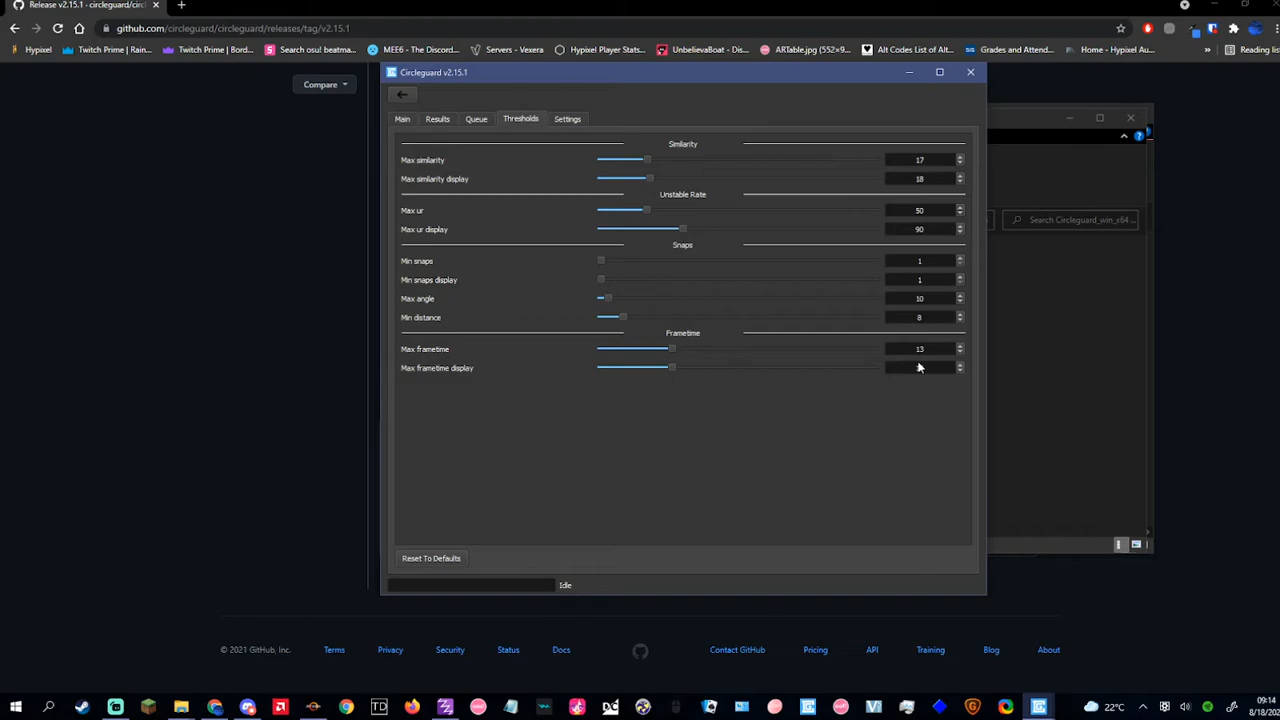 Release v2.15.1 · circleguard/circ
github.com/circleguard/circleguard/releases/tag/v2.15.1
Hypixel
Twitch Prime | Rain...
Twitch Prime | Bord...
Search osu! beatma...
MEE6 - The Discord...
Servers - Vexera
Hypixel Player Stats...
UnbelievaBoat - Dis...
ARTable.jpg (552×9...
Alt Codes List of Alt...
Grades and Attend...
Home - Hypixel Au...
»
Reading list
Compare
Circleguard v2.15.1
Main
Results
Queue
Thresholds
Settings
Similarity
Max similarity
17
Max similarity display
18
Unstable Rate
Max ur
50
Max ur display
90
Snaps
Min snaps
1
Min snaps display
1
Max angle
10
Min distance
8
Frametime
Max frametime
13
Max frametime display
Search Circleguard_win_x64 ...
Reset To Defaults
Idle
© 2021 GitHub, Inc.
Terms
Privacy
Security
Status
Docs
Contact GitHub
Pricing
API
Training
Blog
About
TD
22°C
09:14
8/18/202